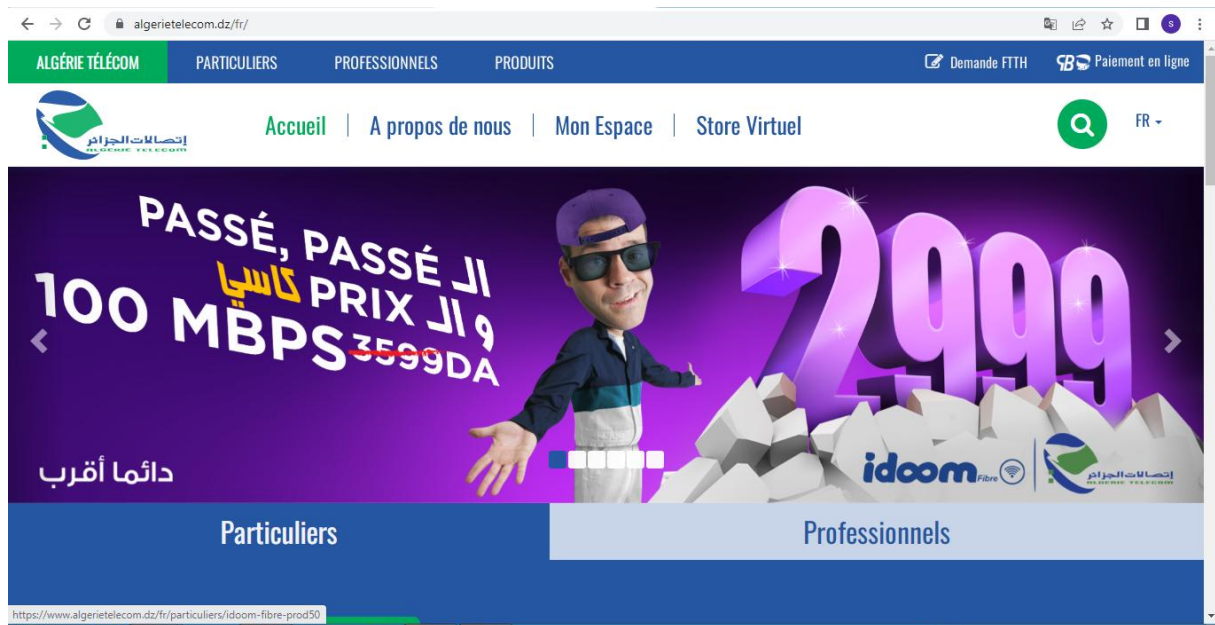 algerietelecom.dz/fr/
S
ALGÉRIE TÉLÉCOM PARTICULIERS PROFESSIONNELS PRODUITS Demande FTTH Paiement en ligne
إتصالات الجزائر
ALGERIE TELECOM
Accueil | A propos de nous | Mon Espace | Store Virtuel FR
PASSÉ, PASSÉ الـ
كاسي PRIX و الـ
100 MBPS 3599DA
2999
دائما أقرب
idoom Fibre
إتصالات الجزائر
ALGERIE TELECOM
Particuliers Professionnels
https://www.algerietelecom.dz/fr/particuliers/idoom-fibre-prod50